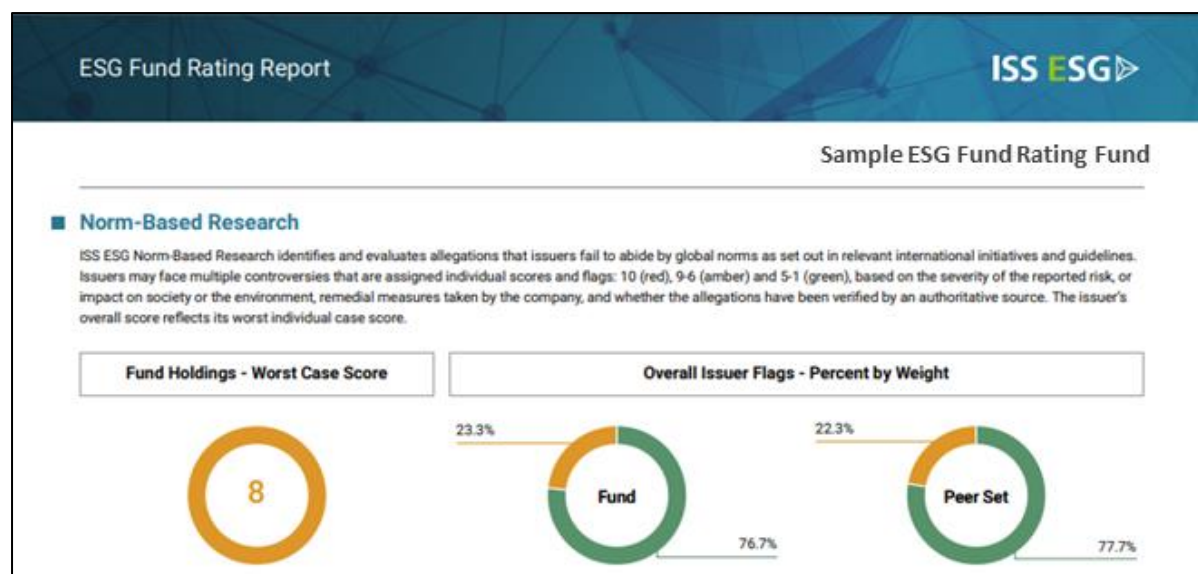 ESG Fund Rating Report
ISS ESG
Sample ESG Fund Rating Fund
Norm-Based Research
ISS ESG Norm-Based Research identifies and evaluates allegations that issuers fail to abide by global norms as set out in relevant international initiatives and guidelines.
Issuers may face multiple controversies that are assigned individual scores and flags: 10 (red), 9-6 (amber) and 5-1 (green), based on the severity of the reported risk, or
impact on society or the environment, remedial measures taken by the company, and whether the allegations have been verified by an authoritative source. The issuer's
overall score reflects its worst individual case score.
Fund Holdings - Worst Case Score
Overall Issuer Flags - Percent by Weight
8
23.3%
Fund
76.7%
22.3%
Peer Set
77.7%